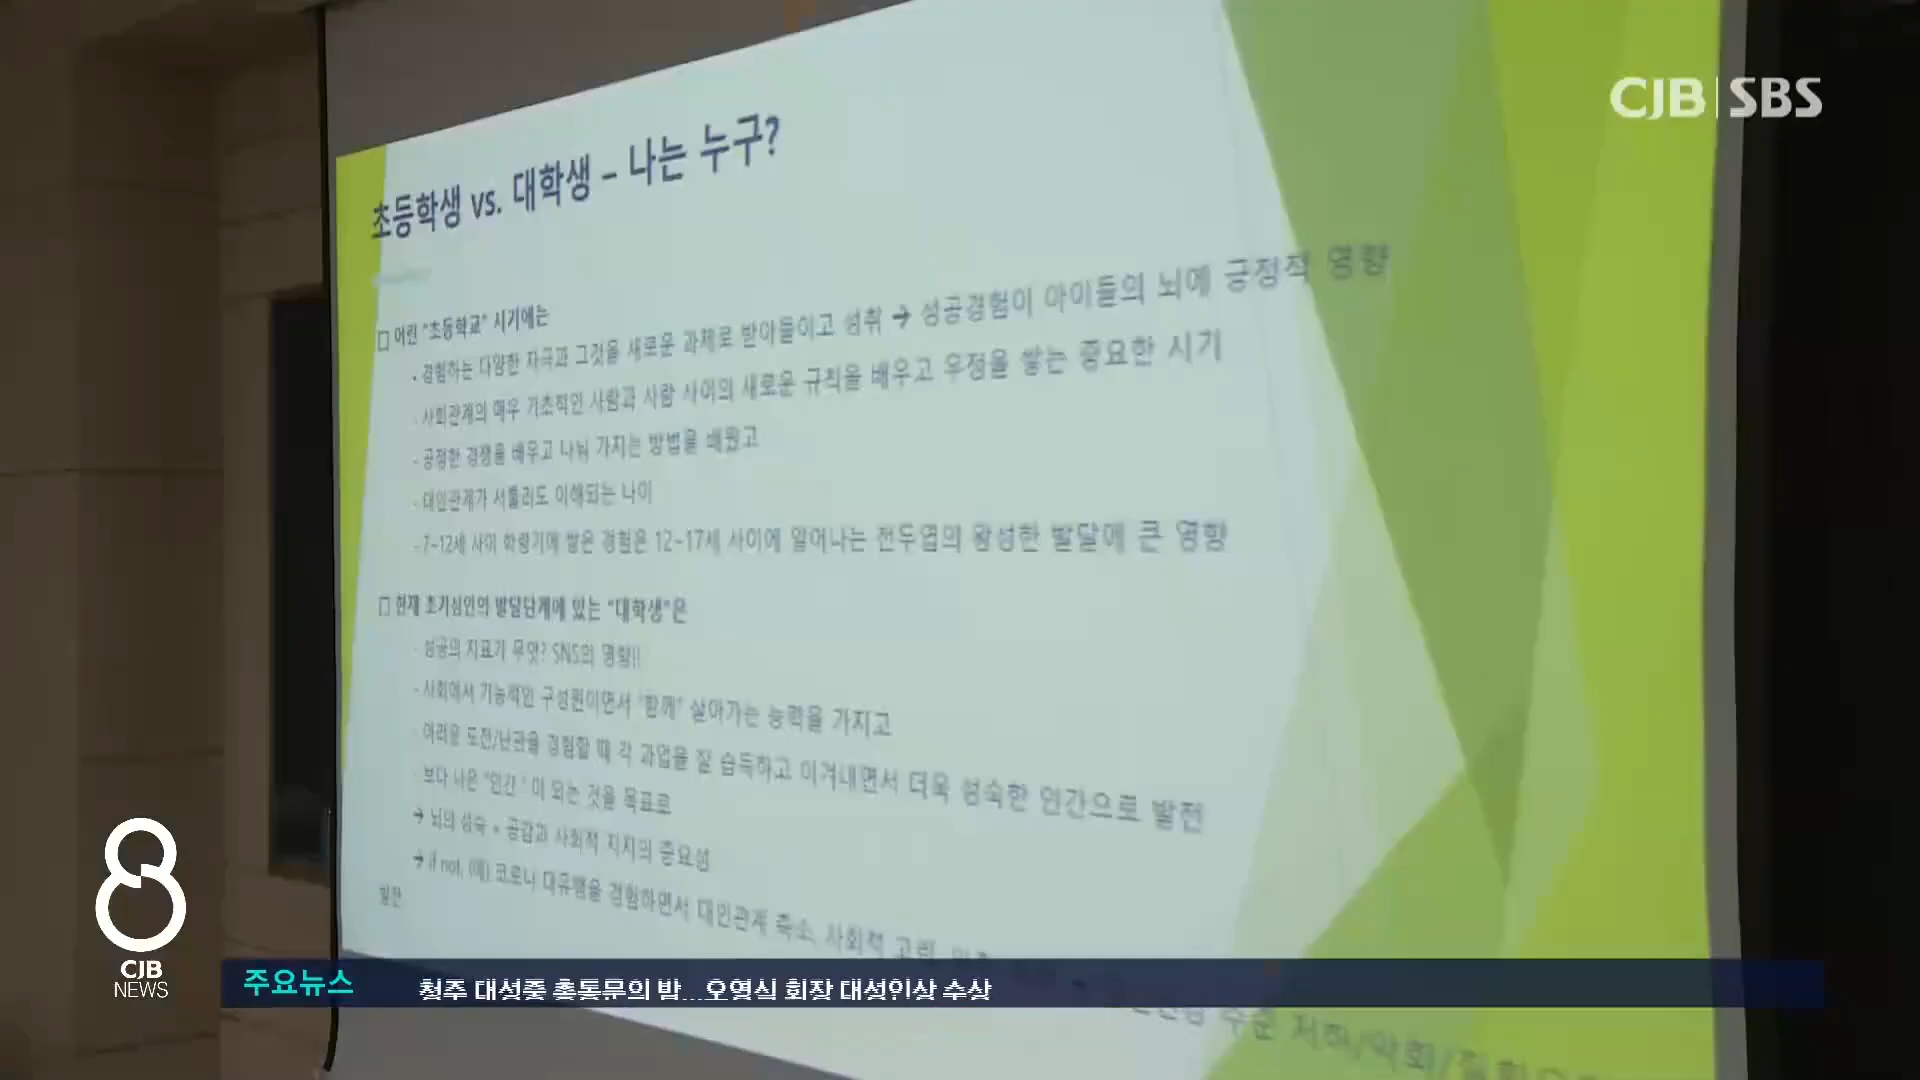 CJB SBS
초등학생 vs. 대학생 – 나는 누구?
□ 어린 "초등학교" 시기에는
- 경험하는 다양한 자극과 그것을 새로운 과제로 받아들이고 성취 → 성공경험이 아이들의 뇌에 긍정적 영향
- 사회관계의 매우 기초적인 사람과 사람 사이의 새로운 규칙을 배우고 우정을 쌓는 중요한 시기
- 공정한 경쟁을 배우고 나눠 가지는 방법을 배웠고
- 대인관계가 서툴러도 이해되는 나이
- 7~12세 사이 학령기에 쌓은 경험은 12~17세 사이에 일어나는 전두엽의 왕성한 발달에 큰 영향
□ 현재 초기성인의 발달단계에 있는 "대학생"은
- 성공의 지표가 무엇? SNS의 영향!!
- 사회에서 기능적인 구성원이면서 "함께" 살아가는 능력을 가지고
- 여러운 도전/난관을 경험할 때 각 과업을 잘 습득하고 이겨내면서 더욱 성숙한 인간으로 발전
- 보다 나은 "인간"이 되는 것을 목표로
→ 뇌의 성숙 + 공감과 사회적 지지의 중요성
→ if not, (예) 코로나 대유행을 경험하면서 대인관계 축소, 사회적 고립,
수준 저하/악화/질환으로
발전
8
CJB
NEWS
주요뉴스 청주 대성중 총동문의 밤...오영식 회장 대성인상 수상